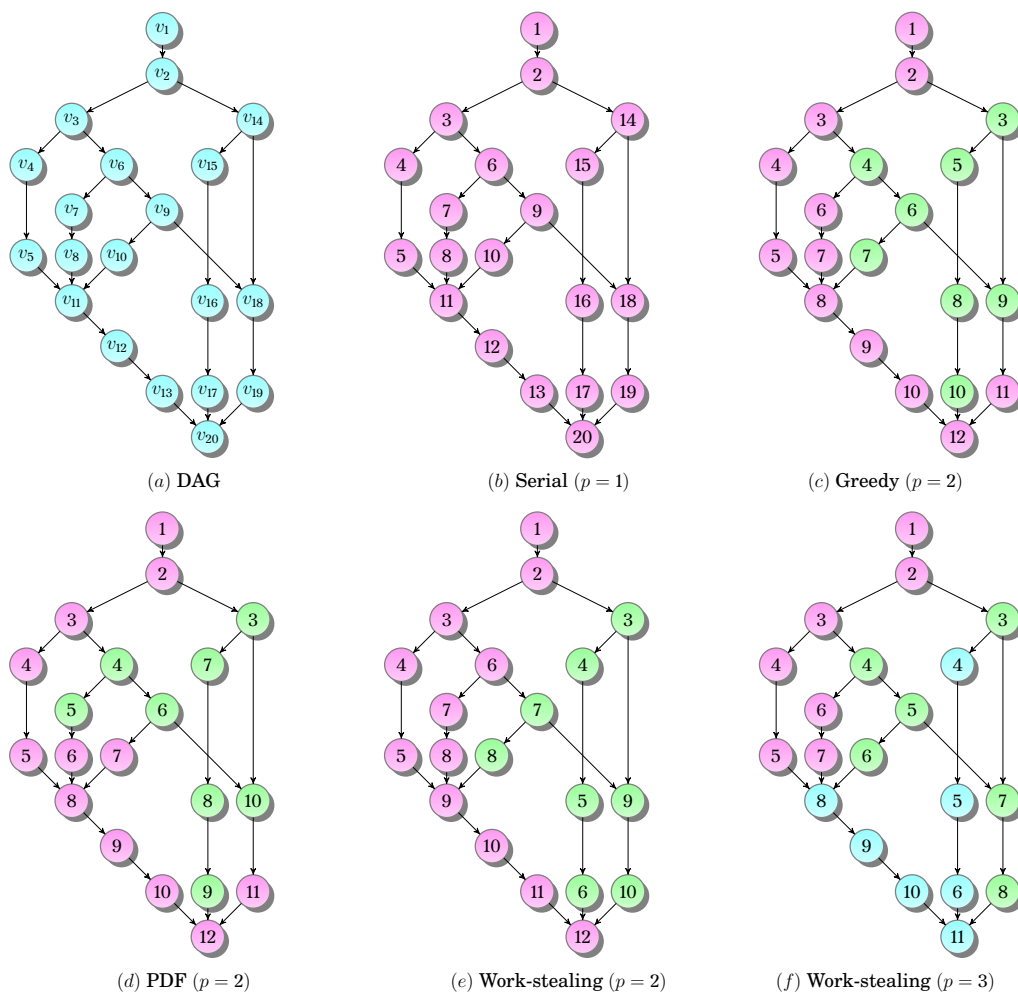 v1
v2
v3 v14
v4 v6 v15
v7 v9
v5 v8 v10
v11 v16 v18
v12
v13 v17 v19
v20
(a) DAG
1
2
3 14
4 6 15
7 9
5 8 10
11 16 18
12
13 17 19
20
(b) Serial (p = 1)
1
2
3 3
4 4 5
6 6
5 7 7
8 8 9
9
10 10 11
12
(c) Greedy (p = 2)
1
2
3 3
4 4 7
5 6
5 6 7
8 8 10
9
10 9 11
12
(d) PDF (p = 2)
1
2
3 3
4 6 4
7 7
5 8 8
9 5 9
10
11 6 10
12
(e) Work-stealing (p = 2)
1
2
3 3
4 4 4
6 5
5 7 6
8 5 7
9
10 6 8
11
(f) Work-stealing (p = 3)